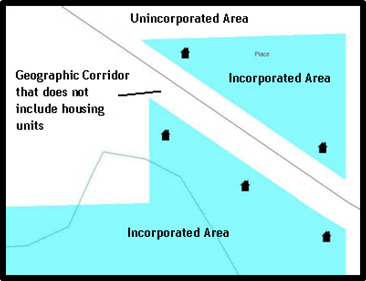 Unincorporated Area
Place
Incorporated Area
Geographic Corridor
that does not
include housing
units
Incorporated Area